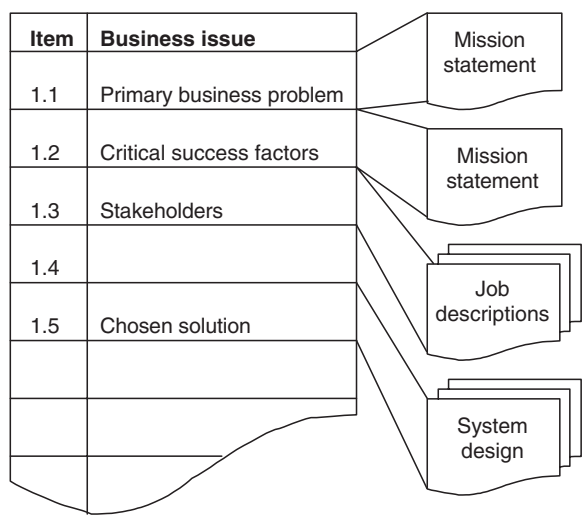 Item Business issue
1.1 Primary business problem
1.2 Critical success factors
1.3 Stakeholders
1.4
1.5 Chosen solution
Mission
statement
Mission
statement
Job
descriptions
System
design